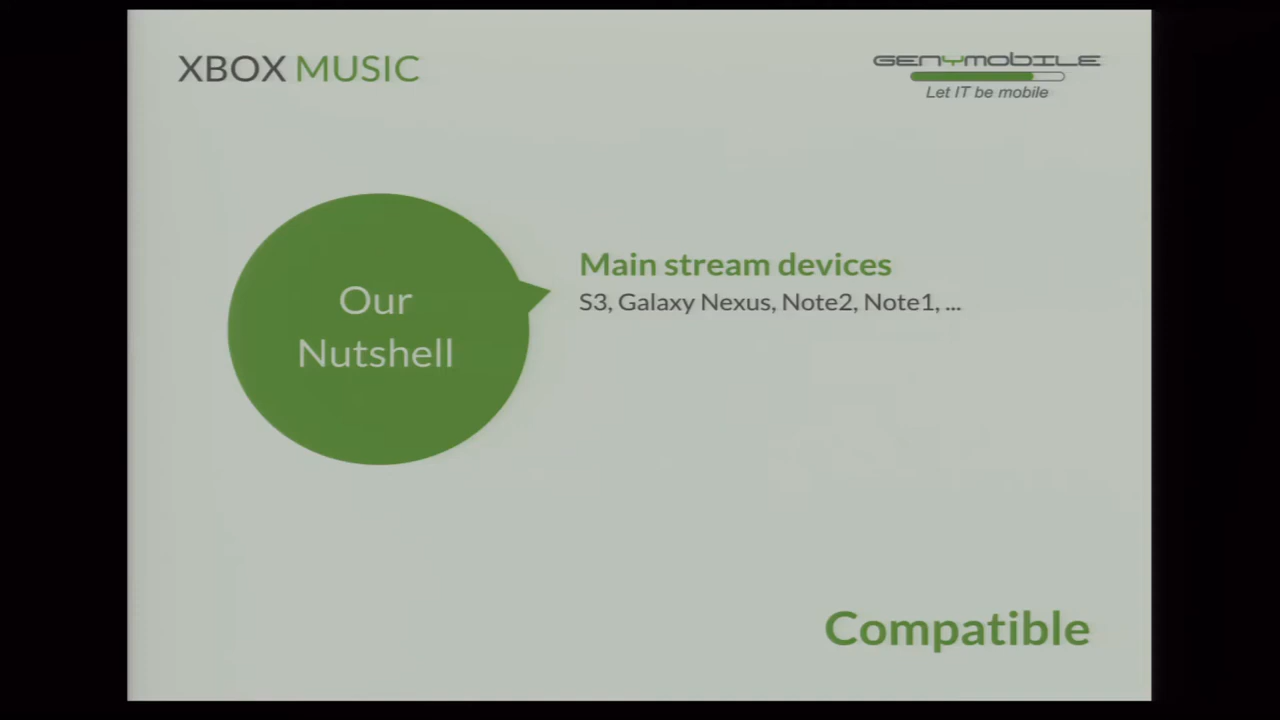 XBOX MUSIC
GENYMOBILE
Let IT be mobile
Our
Nutshell
Main stream devices
S3, Galaxy Nexus, Note2, Note1, ...
Compatible